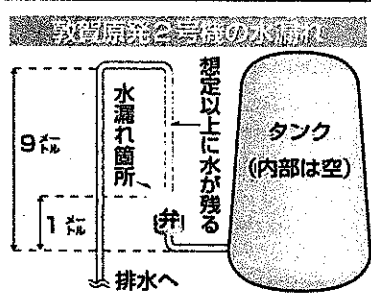 敦賀原発2号機の水漏れ
想定以上に水が残る
水漏れ箇所
タンク
(内部は空)
9メートル
1メートル
弁
排水へ